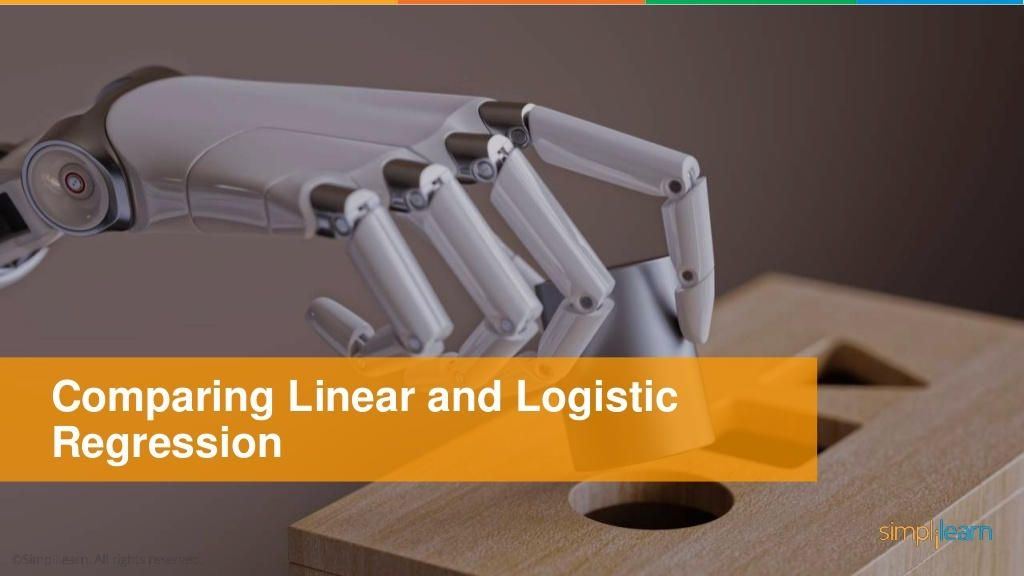 Comparing Linear and Logistic
Regression
simplilearn
©Simplilearn. All rights reserved.